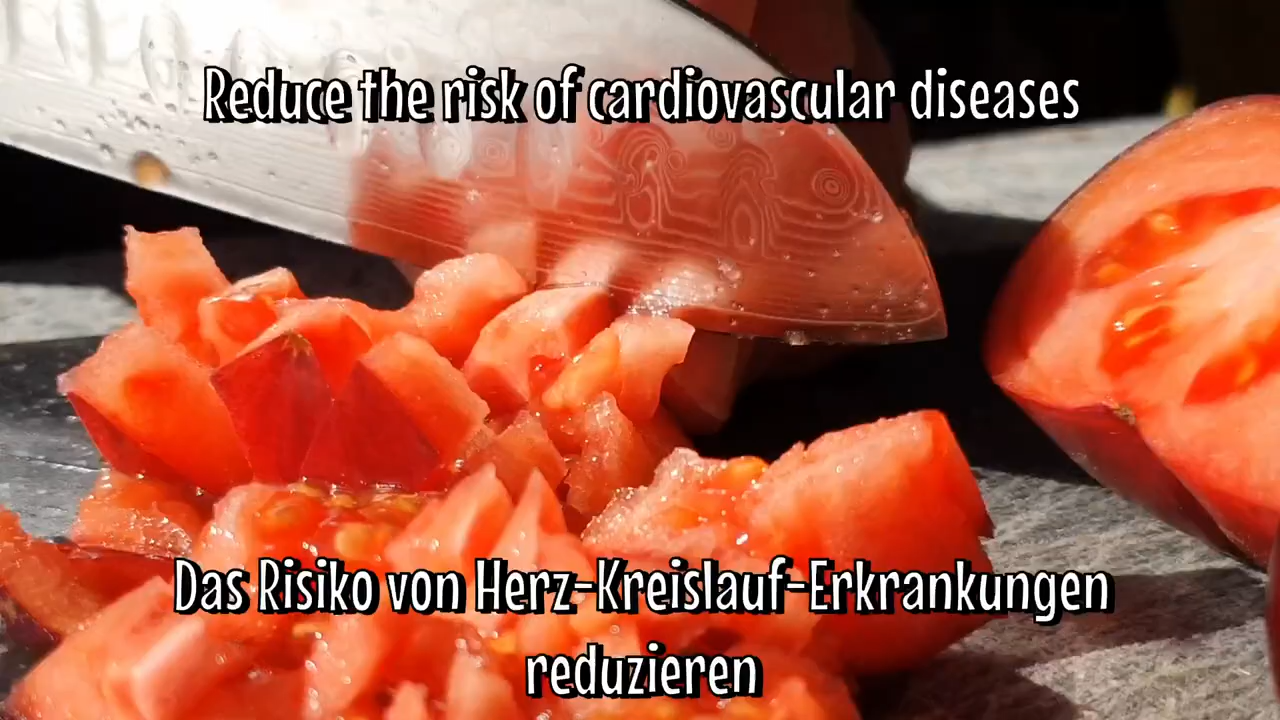 Reduce the risk of cardiovascular diseases
Das Risiko von Herz-Kreislauf-Erkrankungen
reduzieren